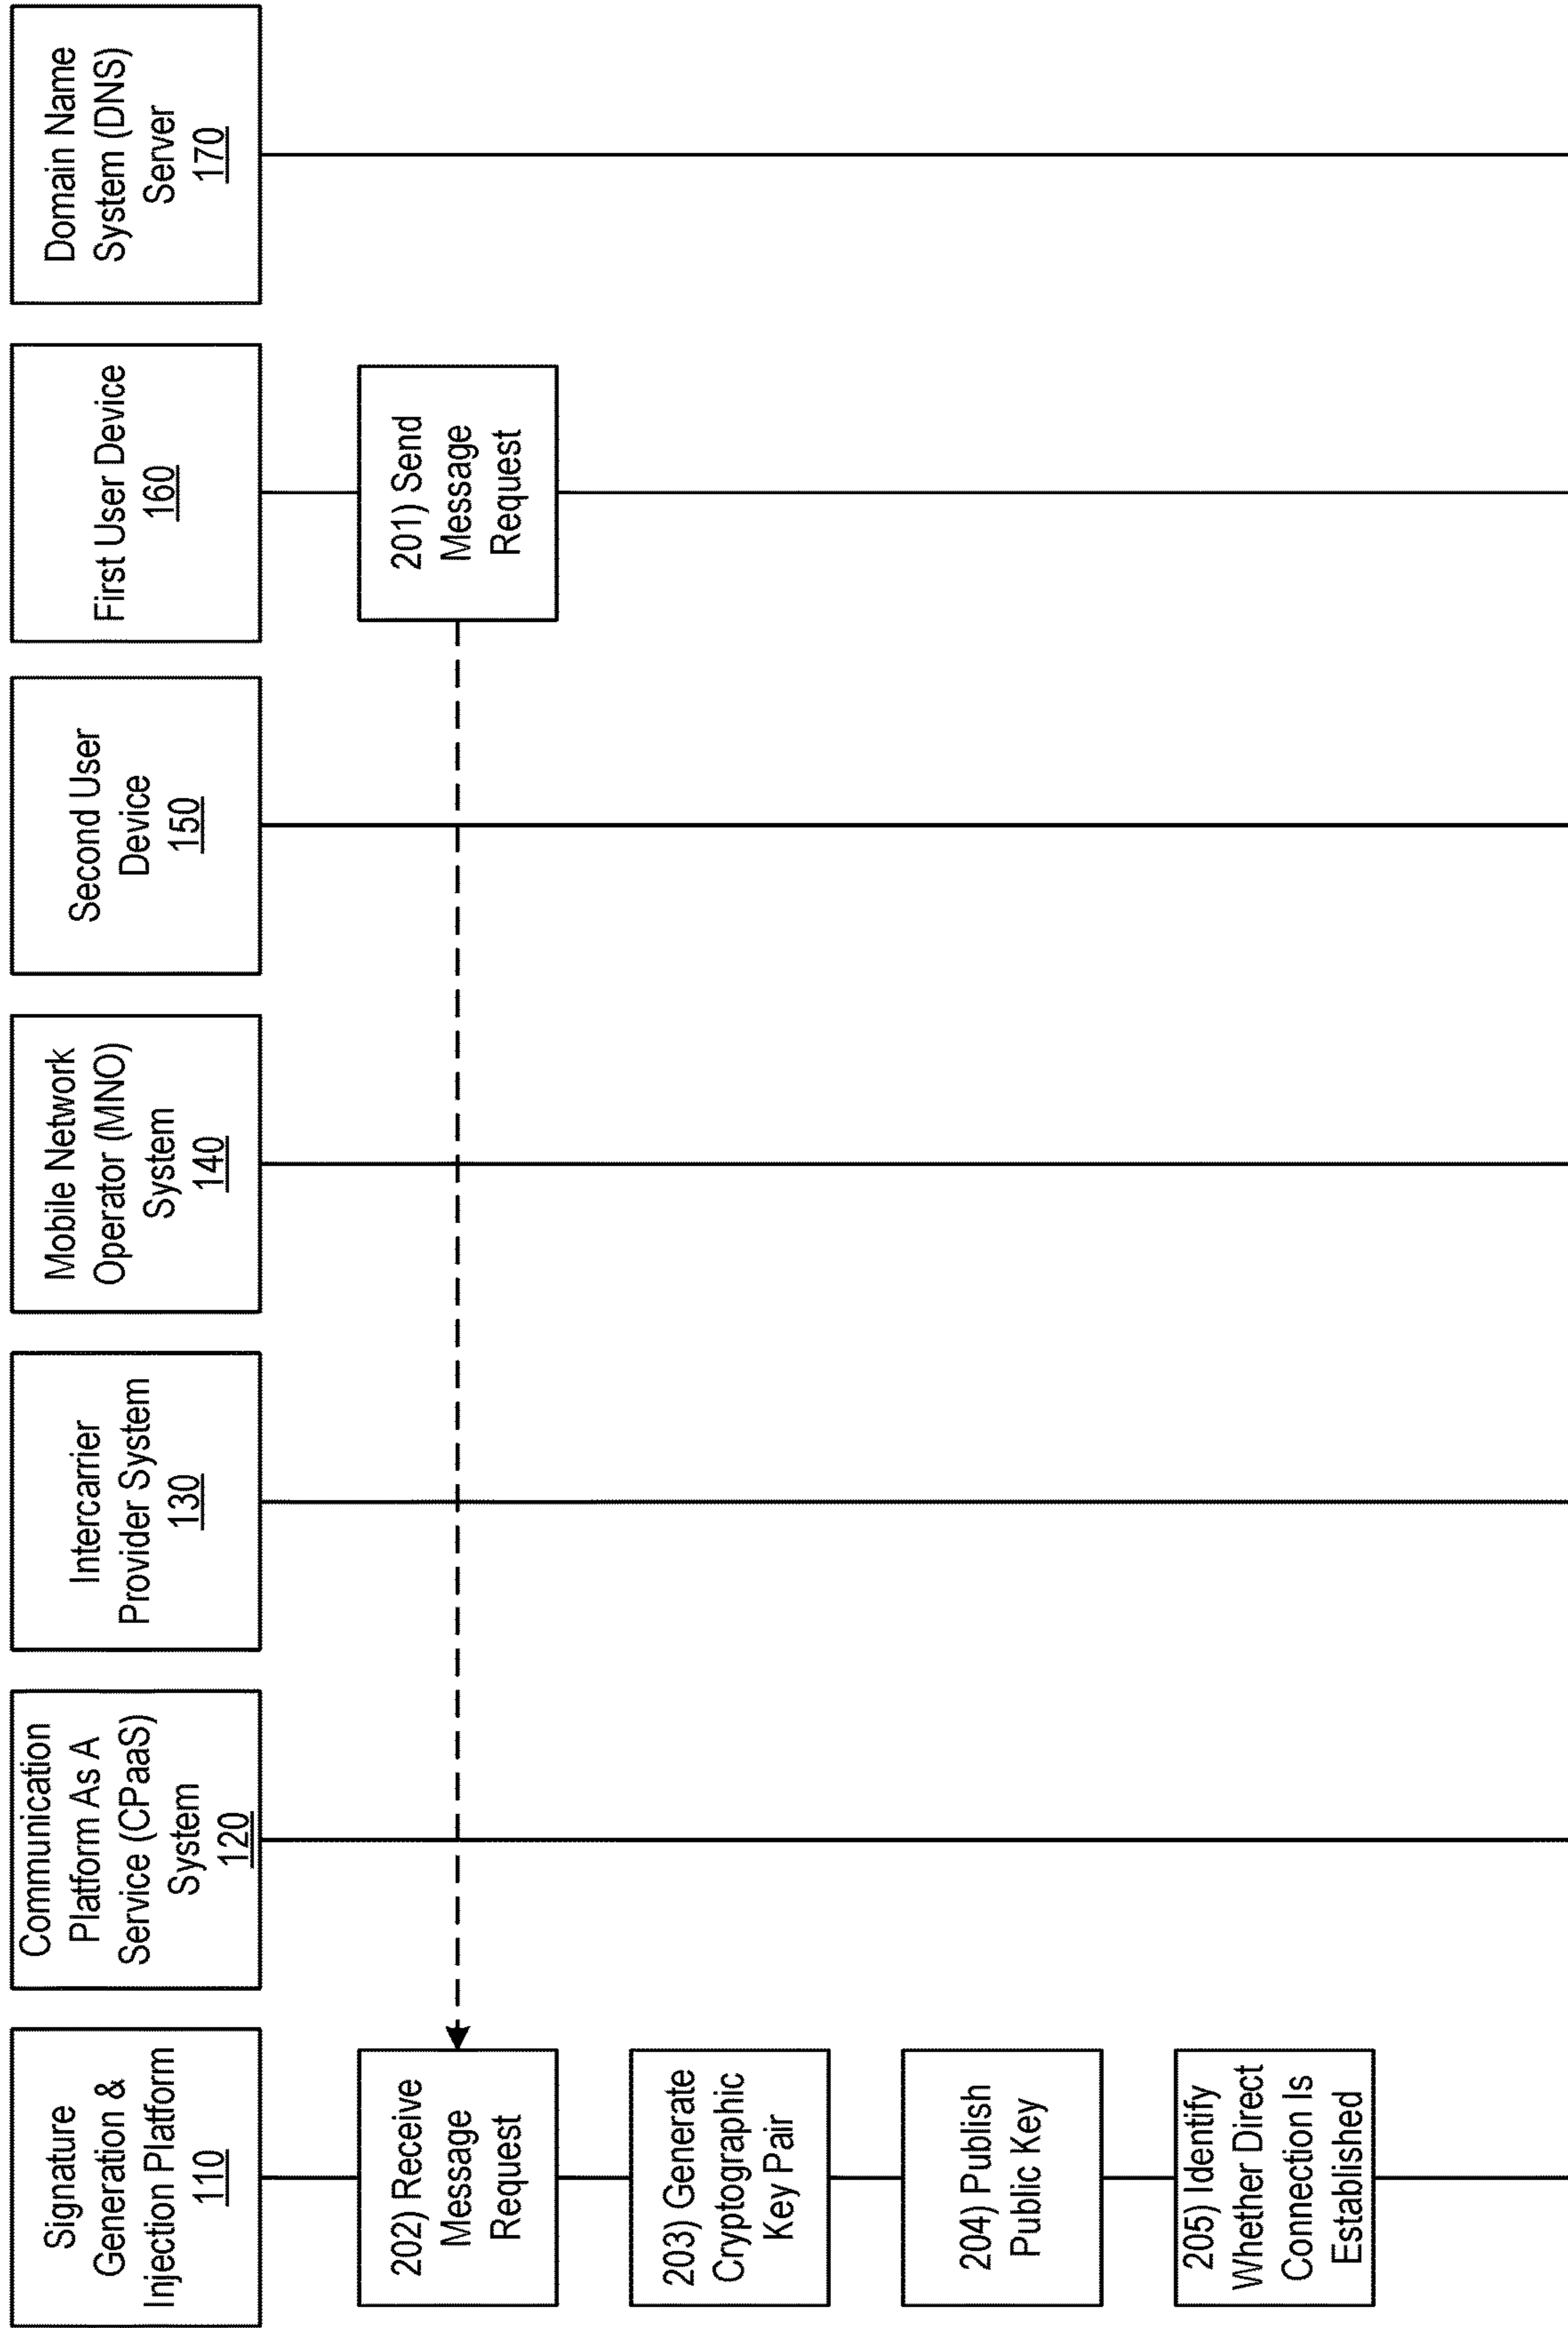 Signature
Generation &
Injection Platform
110
Communication
Platform As A
Service (CPaaS)
System
120
Intercarrier
Provider System
130
Mobile Network
Operator (MNO)
System
140
Second User
Device
150
First User Device
160
Domain Name
System (DNS)
Server
170
201) Send
Message
Request
202) Receive
Message
Request
203) Generate
Cryptographic
Key Pair
204) Publish
Public Key
205) Identify
Whether Direct
Connection Is
Established